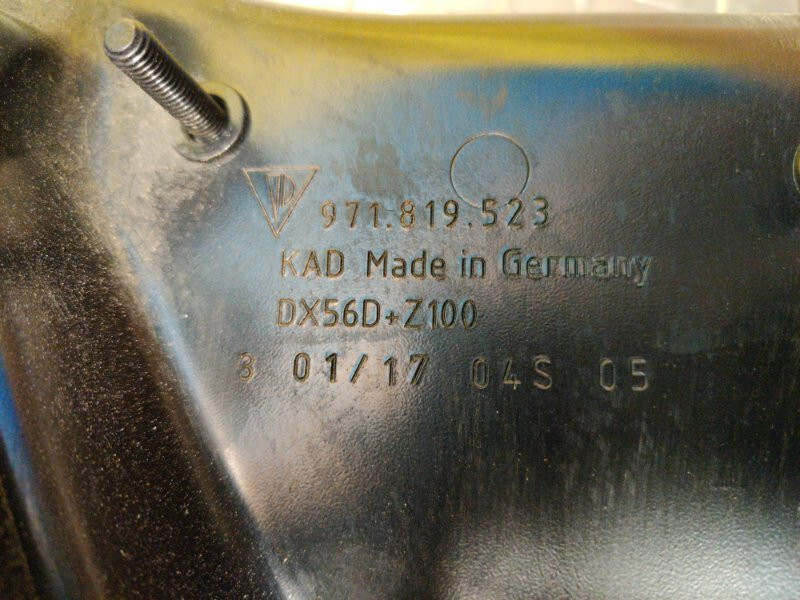 971.819.523
KAD Made in Germany
DX56D+Z100
3 01/17 04S 05